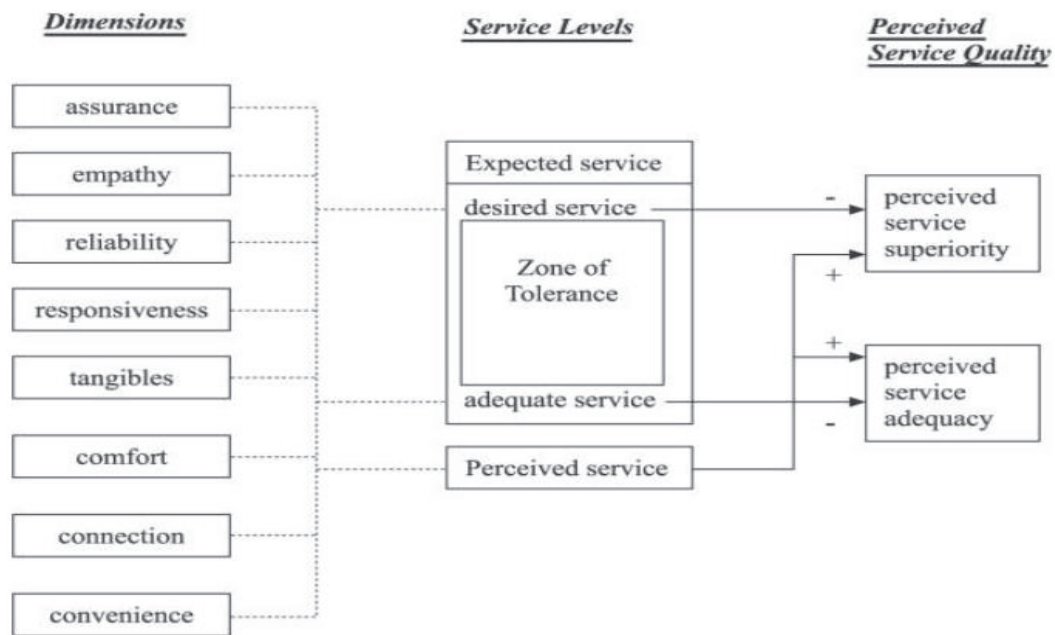 Dimensions
assurance
empathy
reliability
responsiveness
tangibles
comfort
connection
convenience
Service Levels
Expected service
desired service
Zone of
Tolerance
adequate service
Perceived service
Perceived
Service Quality
-
perceived
service
superiority
+
+
perceived
service
adequacy
-